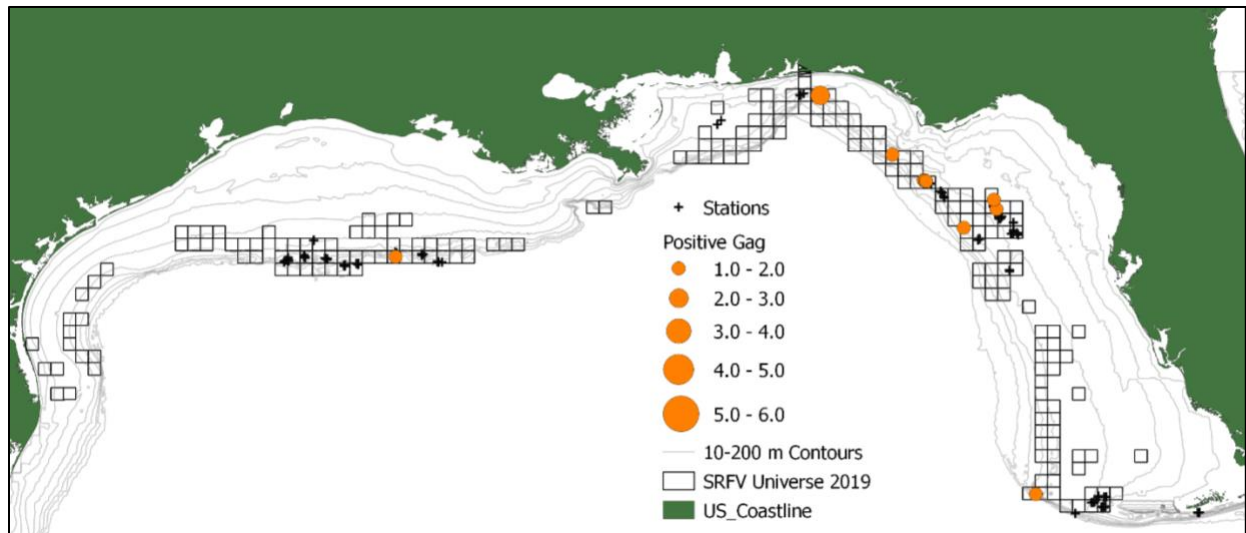 Stations
Positive Gag
1.0 - 2.0
2.0 - 3.0
3.0 - 4.0
4.0 - 5.0
5.0 - 6.0
10-200 m Contours
SRFV Universe 2019
US_Coastline